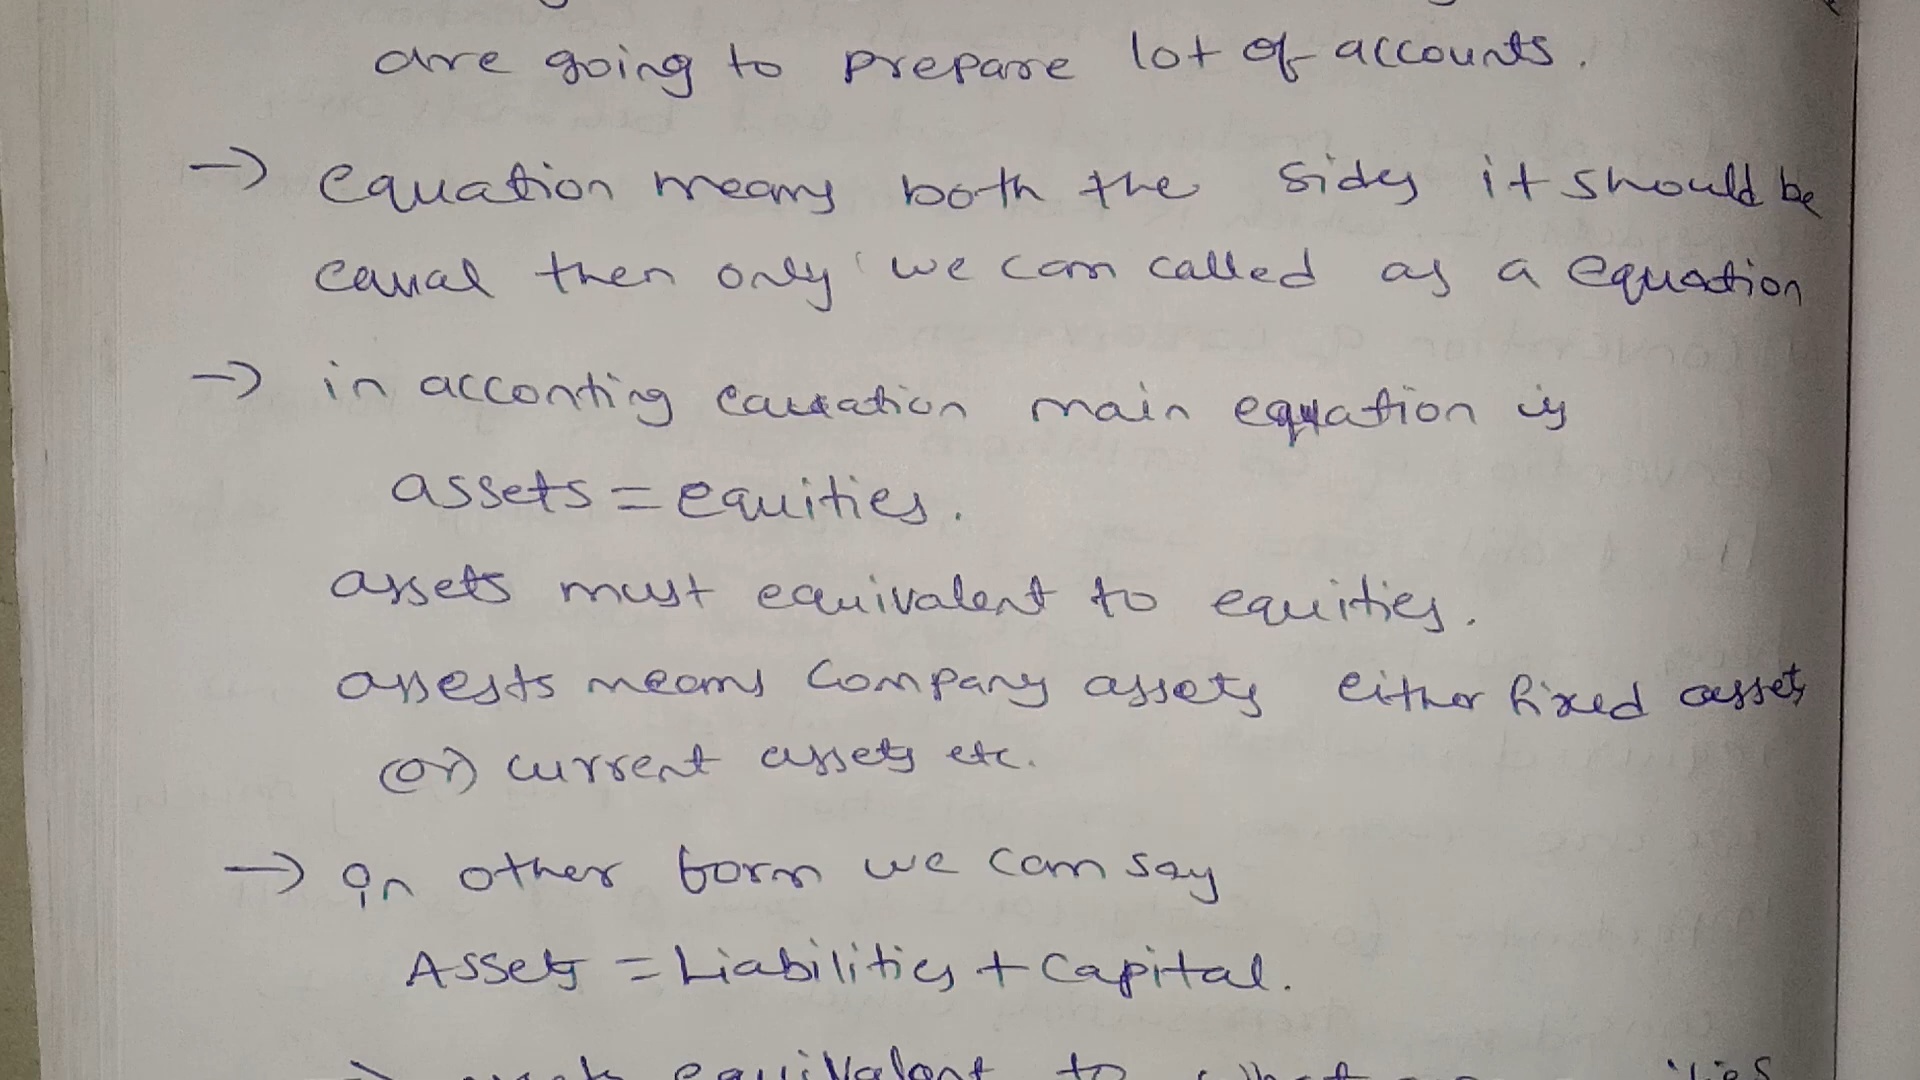 are going to prepare lot of accounts.
→ equation means both the sides it should be
equal then only we can called as a equation
→ in acconting equation main equation is
assets = equities.
assets must equivalent to equities.
assests means Company assets either fixed assets
(or) current assets etc.
→ In other form we can say
Assets = Liabilities + Capital.
equivalent to